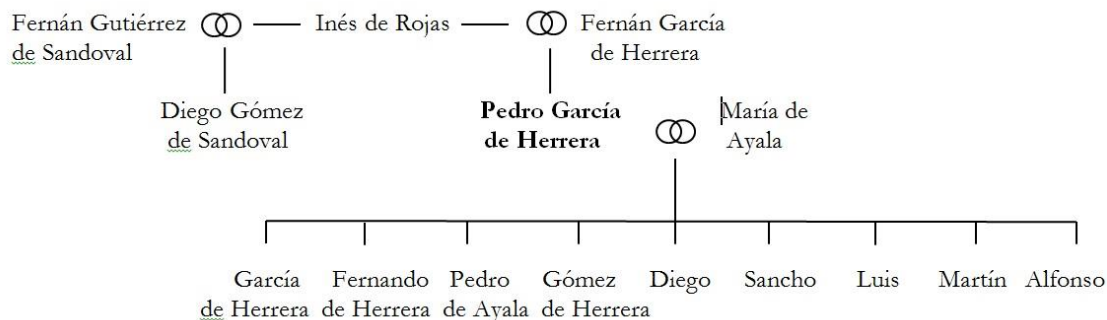 Fernán Gutiérrez
de Sandoval
Inés de Rojas
Fernán García
de Herrera
Diego Gómez
de Sandoval
Pedro García
de Herrera
María de
Ayala
García
de Herrera
Fernando
de Herrera
Pedro
de Ayala
Gómez
de Herrera
Diego
Sancho
Luis
Martín
Alfonso